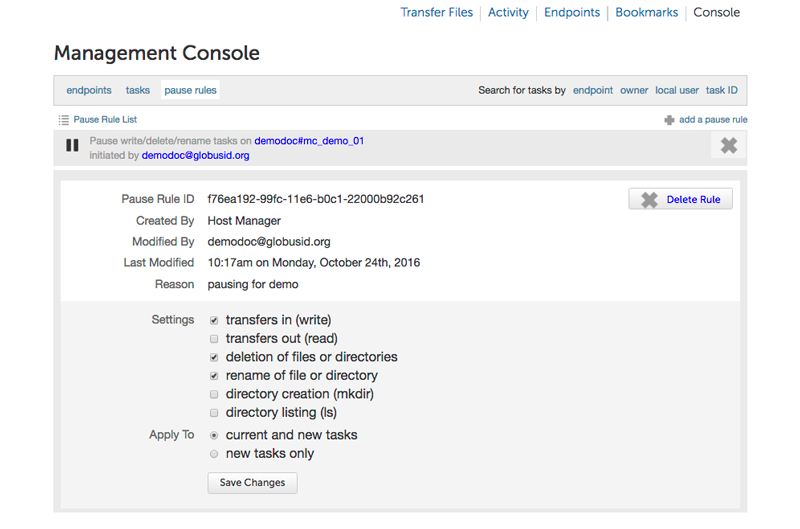 Transfer Files Activity Endpoints Bookmarks Console
Management Console
endpoints tasks pause rules Search for tasks by endpoint owner local user task ID
Pause Rule List add a pause rule
Pause write/delete/rename tasks on demodoc#mc_demo_01
initiated by demodoc@globusid.org
Pause Rule ID f76ea192-99fc-11e6-b0c1-22000b92c261 Delete Rule
Created By Host Manager
Modified By demodoc@globusid.org
Last Modified 10:17am on Monday, October 24th, 2016
Reason pausing for demo
Settings transfers in (write)
transfers out (read)
deletion of files or directories
rename of file or directory
directory creation (mkdir)
directory listing (ls)
Apply To current and new tasks
new tasks only
Save Changes